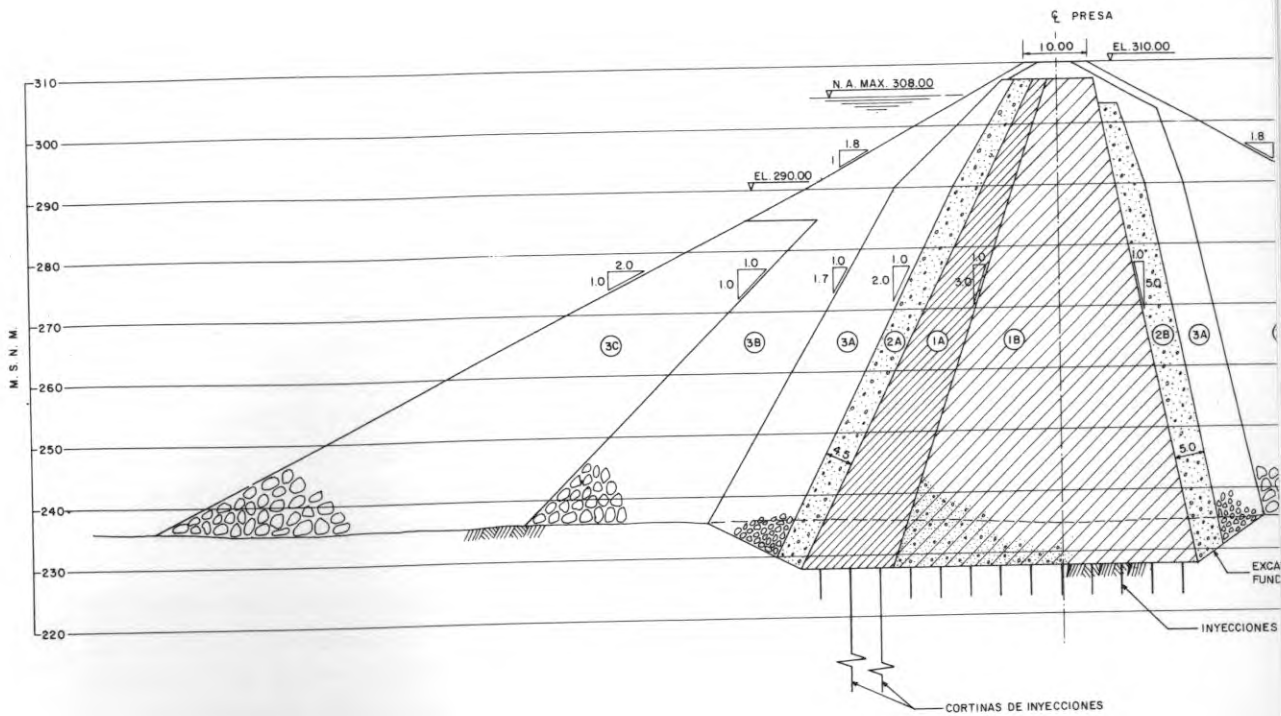 ℄ PRESA
10.00
EL. 310.00
N. A. MAX. 308.00
310
300
290
280
270
260
250
240
230
220
M. S. N. M.
1.8
1
EL. 290.00
2.0
1.0
1.0
1.0
1.0
1.7
1.0
2.0
1.0
3.0
1.0
5.0
3C
3B
3A
2A
1A
1B
2B
3A
4.5
5.0
EXCA
FUND
INYECCIONES
CORTINAS DE INYECCIONES